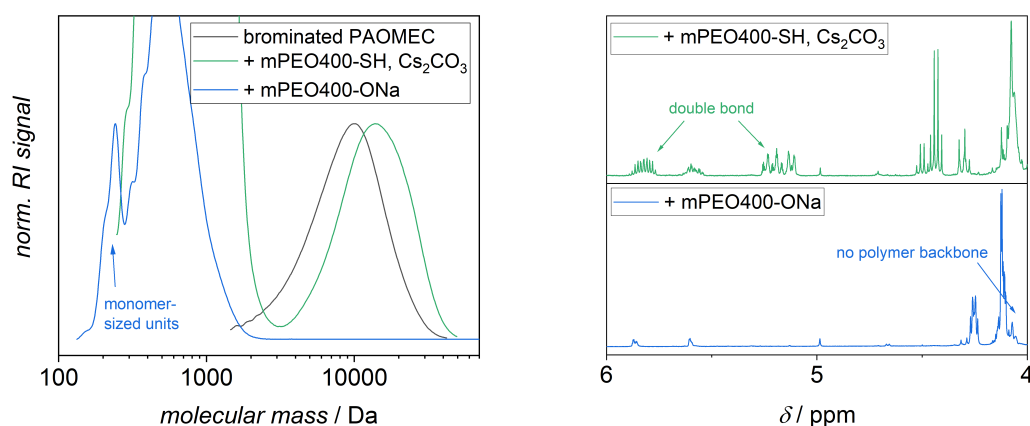 norm. RI signal
brominated PAOMEC
+ mPEO400-SH, Cs₂CO₃
+ mPEO400-ONa
monomer-
sized units
100 1000 10000
molecular mass / Da
+ mPEO400-SH, Cs₂CO₃
double bond
+ mPEO400-ONa
no polymer backbone
6 5 4
δ / ppm